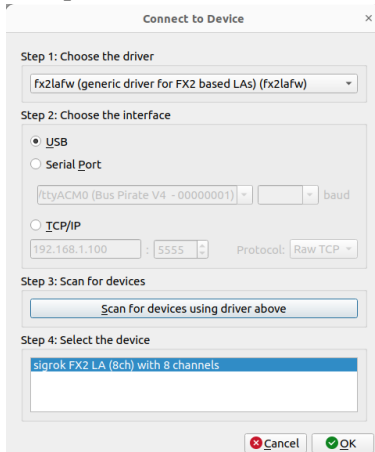 Connect to Device ×
Step 1: Choose the driver
fx2lafw (generic driver for FX2 based LAs) (fx2lafw)
Step 2: Choose the interface
USB
Serial Port
/ttyACM0 (Bus Pirate V4 - 00000001) baud
TCP/IP
192.168.1.100 : 5555 Protocol: Raw TCP
Step 3: Scan for devices
Scan for devices using driver above
Step 4: Select the device
sigrok FX2 LA (8ch) with 8 channels
Cancel OK